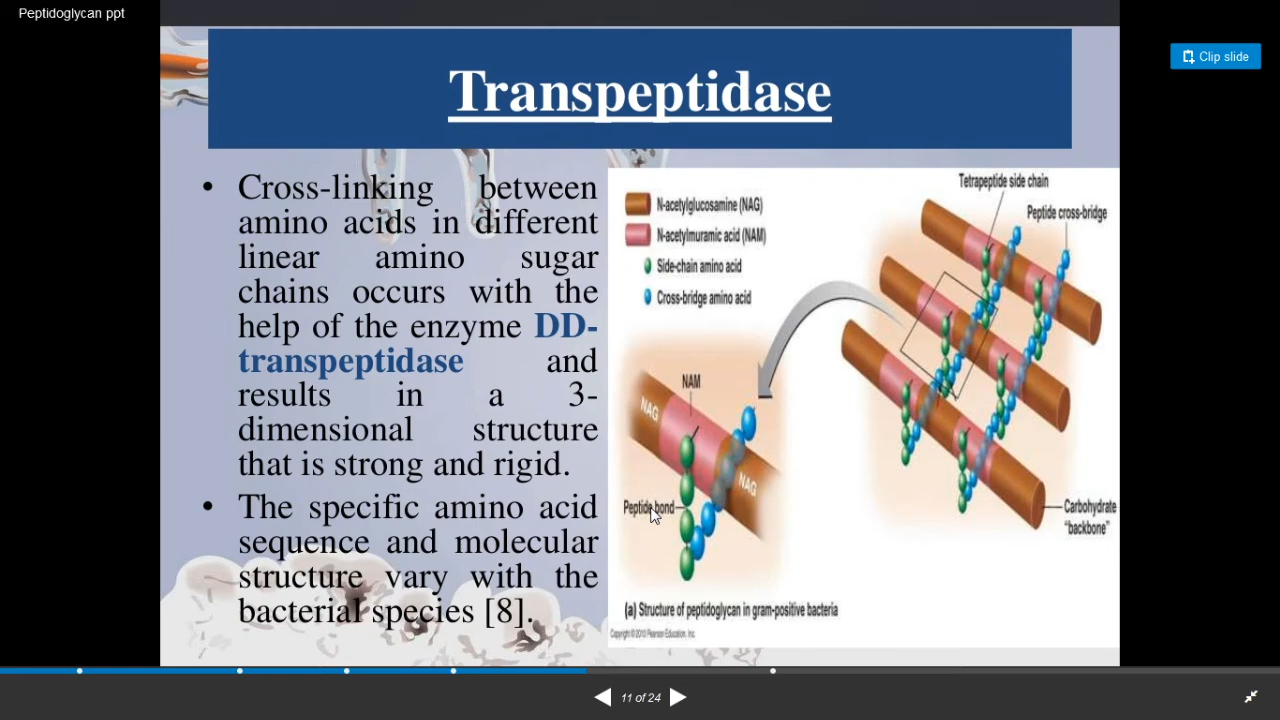 Peptidoglycan ppt
Clip slide
Transpeptidase
• Cross-linking between
amino acids in different
linear amino sugar
chains occurs with the
help of the enzyme DD-
transpeptidase and
results in a 3-
dimensional structure
that is strong and rigid.
• The specific amino acid
sequence and molecular
structure vary with the
bacterial species [8].
N-acetylglucosamine (NAG)
N-acetylmuramic acid (NAM)
Side-chain amino acid
Cross-bridge amino acid
Tetrapeptide side chain
Peptide cross-bridge
NAM
NAG
NAG
Peptide bond
Carbohydrate
"backbone"
(a) Structure of peptidoglycan in gram-positive bacteria
Copyright © 2010 Pearson Education, Inc.
11 of 24